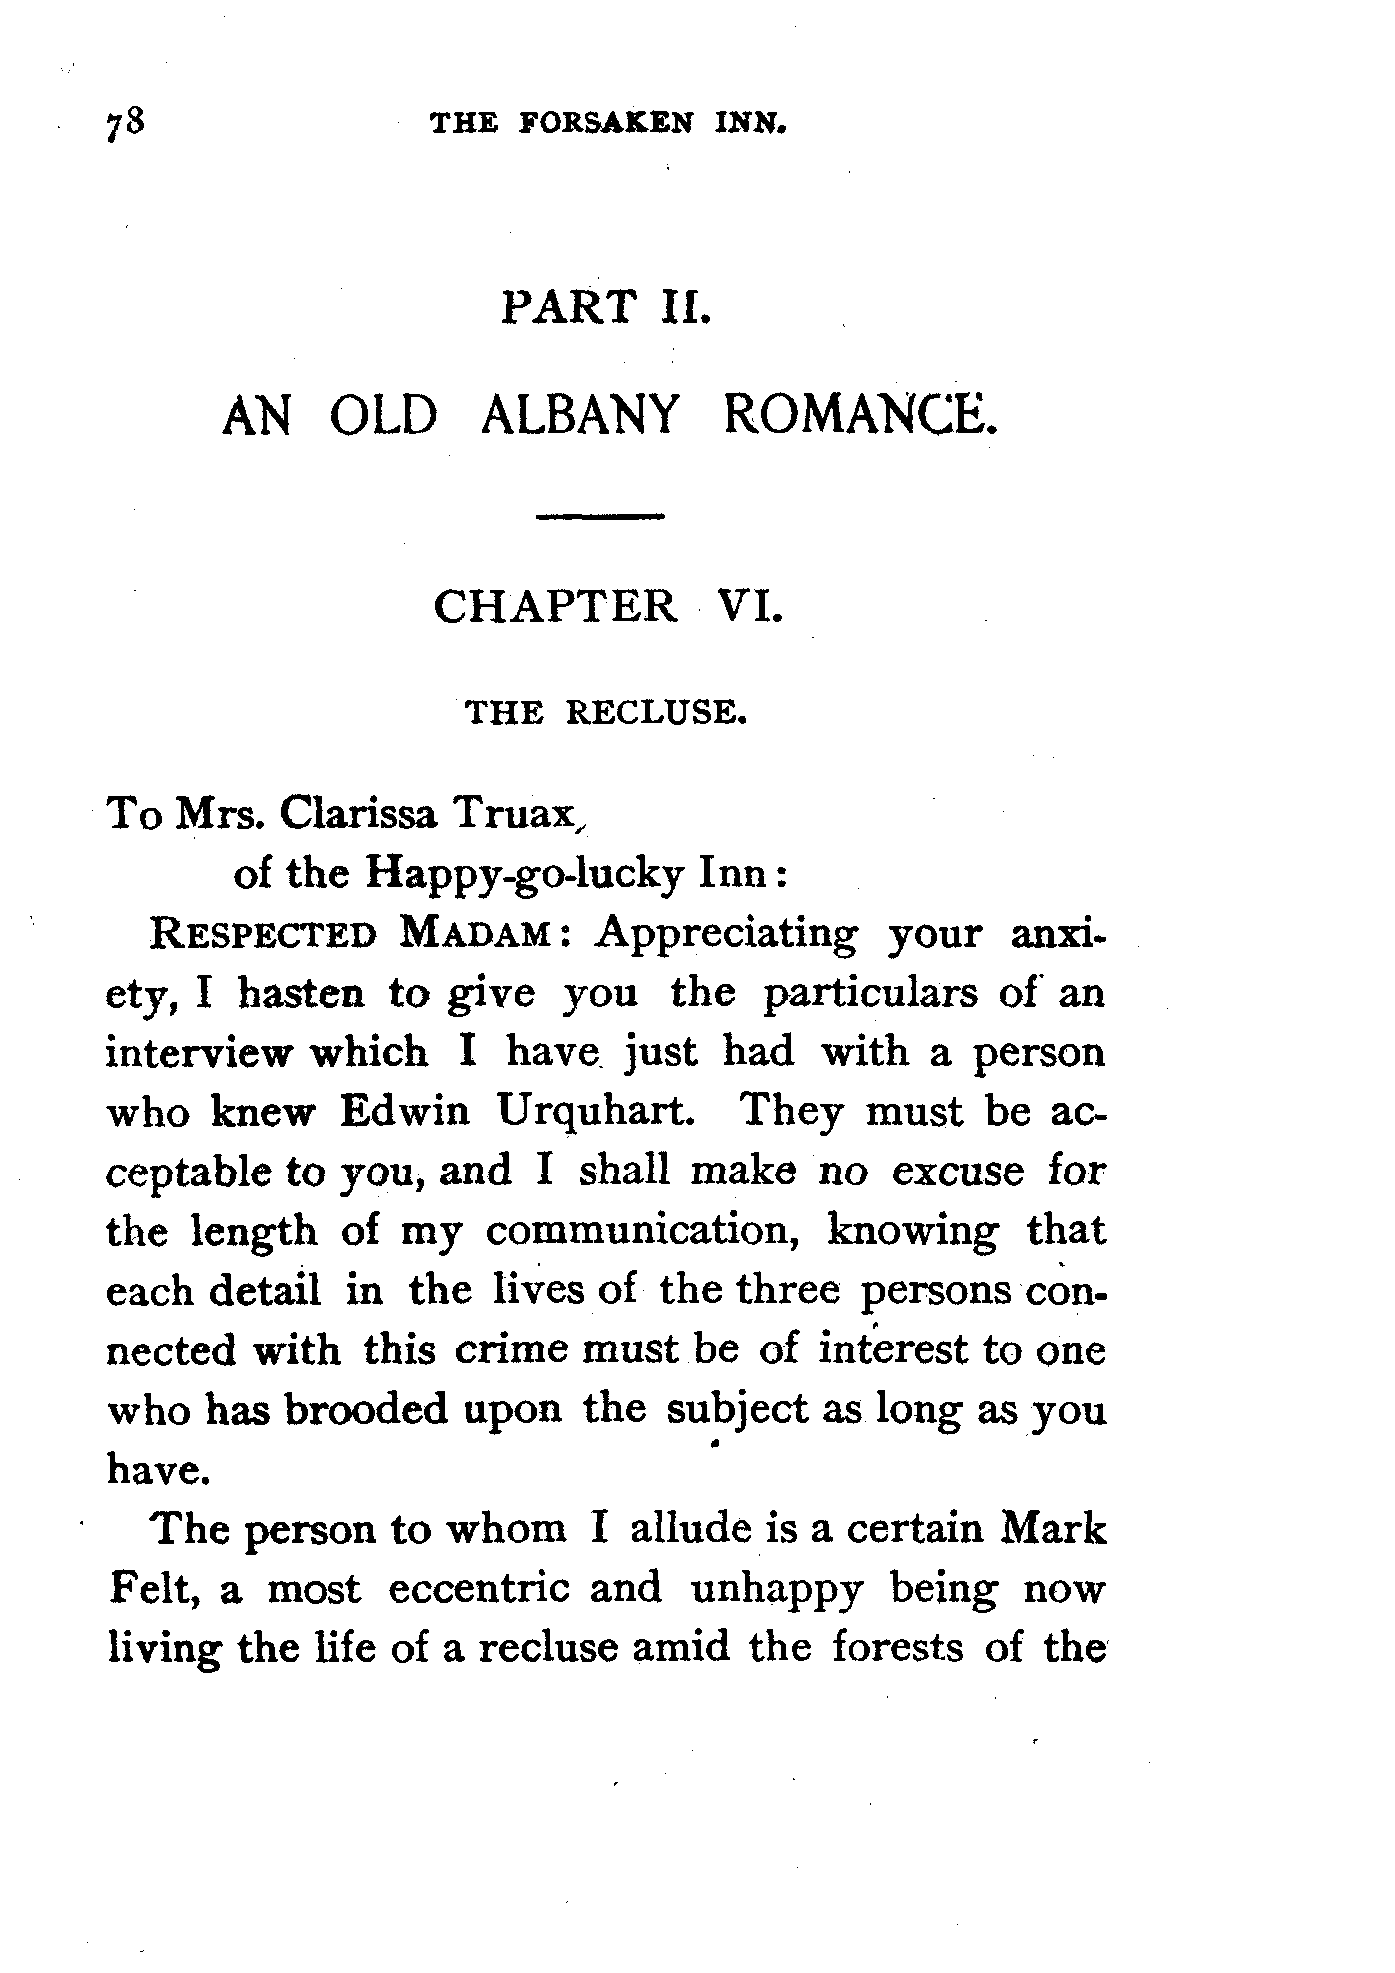 78 THE FORSAKEN INN.
PART II.
AN OLD ALBANY ROMANCE.
CHAPTER VI.
THE RECLUSE.
To Mrs. Clarissa Truax,
of the Happy-go-lucky Inn:
RESPECTED MADAM: Appreciating your anxi-
ety, I hasten to give you the particulars of an
interview which I have just had with a person
who knew Edwin Urquhart. They must be ac-
ceptable to you, and I shall make no excuse for
the length of my communication, knowing that
each detail in the lives of the three persons con-
nected with this crime must be of interest to one
who has brooded upon the subject as long as you
have.
The person to whom I allude is a certain Mark
Felt, a most eccentric and unhappy being now
living the life of a recluse amid the forests of the